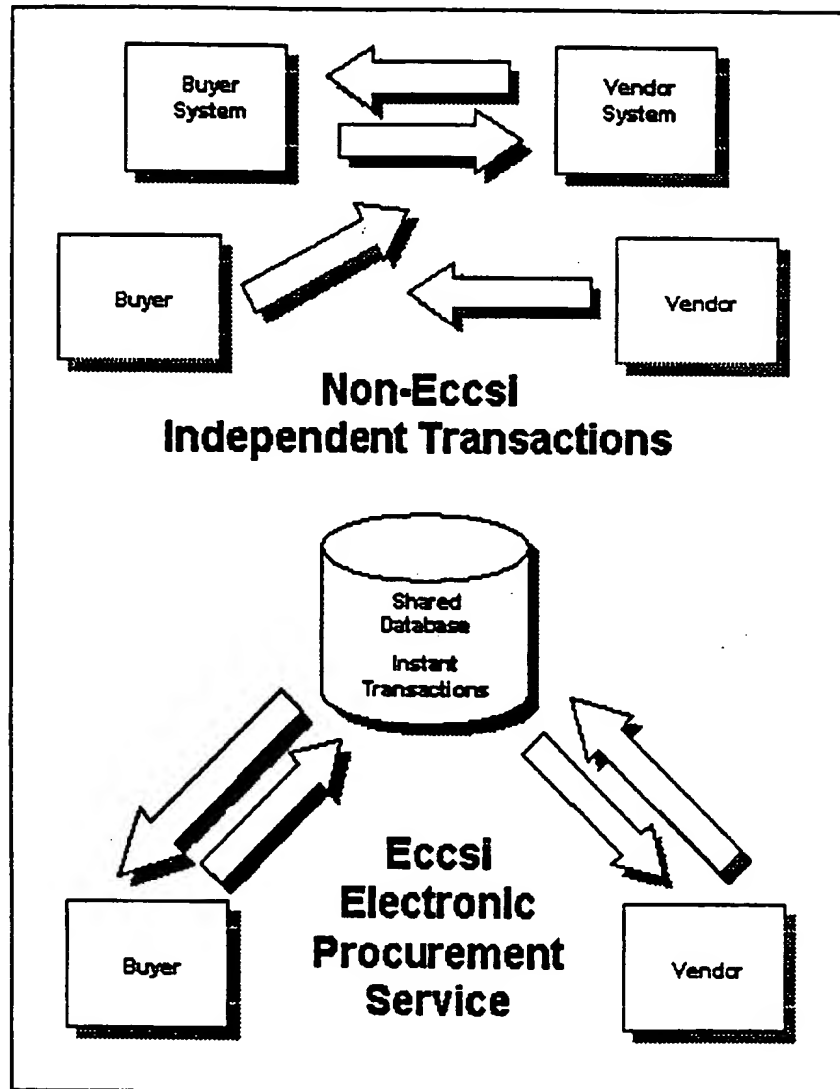 Buyer
System
Vendor
System
Buyer
Vendor
Non-Eccsi
Independent Transactions
Shared
Database
Instant
Transactions
Eccsi
Electronic
Procurement
Service
Buyer
Vendor